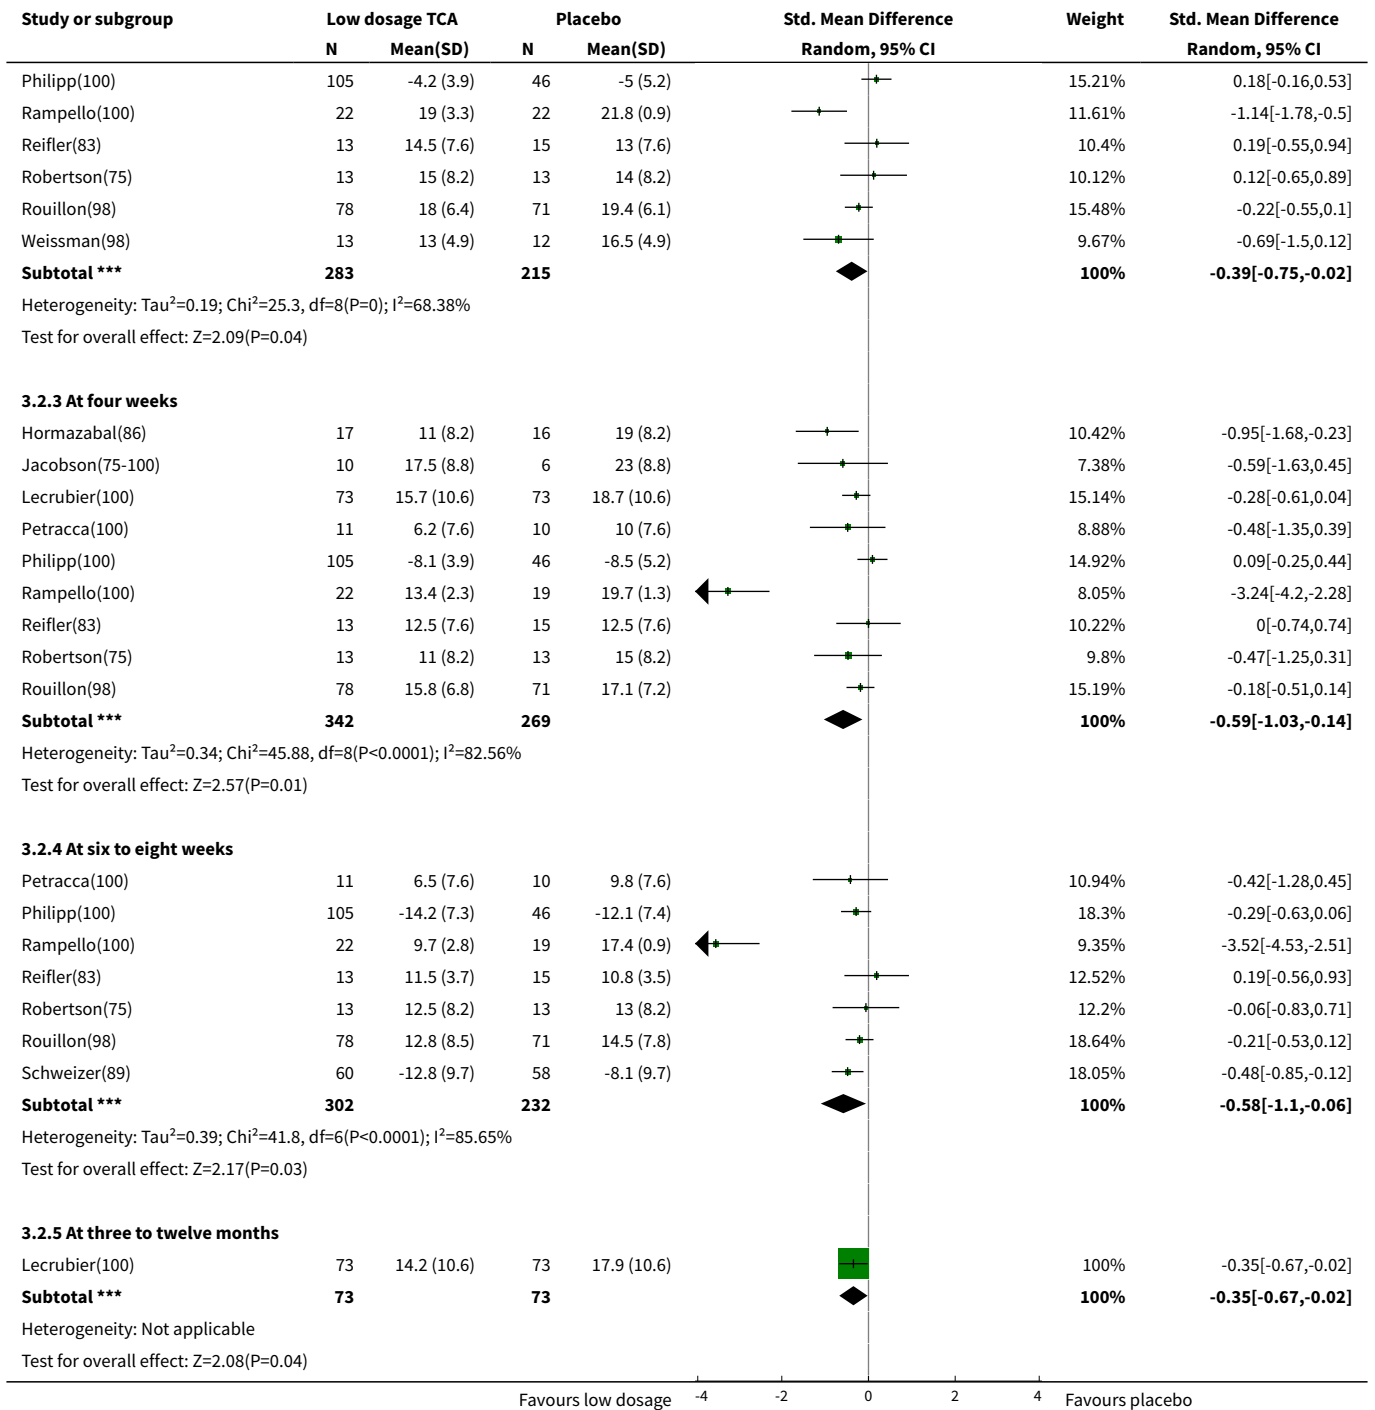 Study or subgroup Low dosage TCA Placebo Std. Mean Difference Weight Std. Mean Difference
N Mean(SD) N Mean(SD) Random, 95% CI Random, 95% CI
Philipp(100) 105 -4.2 (3.9) 46 -5 (5.2) 15.21% 0.18[-0.16,0.53]
Rampello(100) 22 19 (3.3) 22 21.8 (0.9) 11.61% -1.14[-1.78,-0.5]
Reifler(83) 13 14.5 (7.6) 15 13 (7.6) 10.4% 0.19[-0.55,0.94]
Robertson(75) 13 15 (8.2) 13 14 (8.2) 10.12% 0.12[-0.65,0.89]
Rouillon(98) 78 18 (6.4) 71 19.4 (6.1) 15.48% -0.22[-0.55,0.1]
Weissman(98) 13 13 (4.9) 12 16.5 (4.9) 9.67% -0.69[-1.5,0.12]
Subtotal *** 283 215 100% -0.39[-0.75,-0.02]
Heterogeneity: Tau²=0.19; Chi²=25.3, df=8(P=0); I²=68.38%
Test for overall effect: Z=2.09(P=0.04)
3.2.3 At four weeks
Hormazabal(86) 17 11 (8.2) 16 19 (8.2) 10.42% -0.95[-1.68,-0.23]
Jacobson(75-100) 10 17.5 (8.8) 6 23 (8.8) 7.38% -0.59[-1.63,0.45]
Lecrubier(100) 73 15.7 (10.6) 73 18.7 (10.6) 15.14% -0.28[-0.61,0.04]
Petracca(100) 11 6.2 (7.6) 10 10 (7.6) 8.88% -0.48[-1.35,0.39]
Philipp(100) 105 -8.1 (3.9) 46 -8.5 (5.2) 14.92% 0.09[-0.25,0.44]
Rampello(100) 22 13.4 (2.3) 19 19.7 (1.3) 8.05% -3.24[-4.2,-2.28]
Reifler(83) 13 12.5 (7.6) 15 12.5 (7.6) 10.22% 0[-0.74,0.74]
Robertson(75) 13 11 (8.2) 13 15 (8.2) 9.8% -0.47[-1.25,0.31]
Rouillon(98) 78 15.8 (6.8) 71 17.1 (7.2) 15.19% -0.18[-0.51,0.14]
Subtotal *** 342 269 100% -0.59[-1.03,-0.14]
Heterogeneity: Tau²=0.34; Chi²=45.88, df=8(P<0.0001); I²=82.56%
Test for overall effect: Z=2.57(P=0.01)
3.2.4 At six to eight weeks
Petracca(100) 11 6.5 (7.6) 10 9.8 (7.6) 10.94% -0.42[-1.28,0.45]
Philipp(100) 105 -14.2 (7.3) 46 -12.1 (7.4) 18.3% -0.29[-0.63,0.06]
Rampello(100) 22 9.7 (2.8) 19 17.4 (0.9) 9.35% -3.52[-4.53,-2.51]
Reifler(83) 13 11.5 (3.7) 15 10.8 (3.5) 12.52% 0.19[-0.56,0.93]
Robertson(75) 13 12.5 (8.2) 13 13 (8.2) 12.2% -0.06[-0.83,0.71]
Rouillon(98) 78 12.8 (8.5) 71 14.5 (7.8) 18.64% -0.21[-0.53,0.12]
Schweizer(89) 60 -12.8 (9.7) 58 -8.1 (9.7) 18.05% -0.48[-0.85,-0.12]
Subtotal *** 302 232 100% -0.58[-1.1,-0.06]
Heterogeneity: Tau²=0.39; Chi²=41.8, df=6(P<0.0001); I²=85.65%
Test for overall effect: Z=2.17(P=0.03)
3.2.5 At three to twelve months
Lecrubier(100) 73 14.2 (10.6) 73 17.9 (10.6) 100% -0.35[-0.67,-0.02]
Subtotal *** 73 73 100% -0.35[-0.67,-0.02]
Heterogeneity: Not applicable
Test for overall effect: Z=2.08(P=0.04)
Favours low dosage -4 -2 0 2 4 Favours placebo